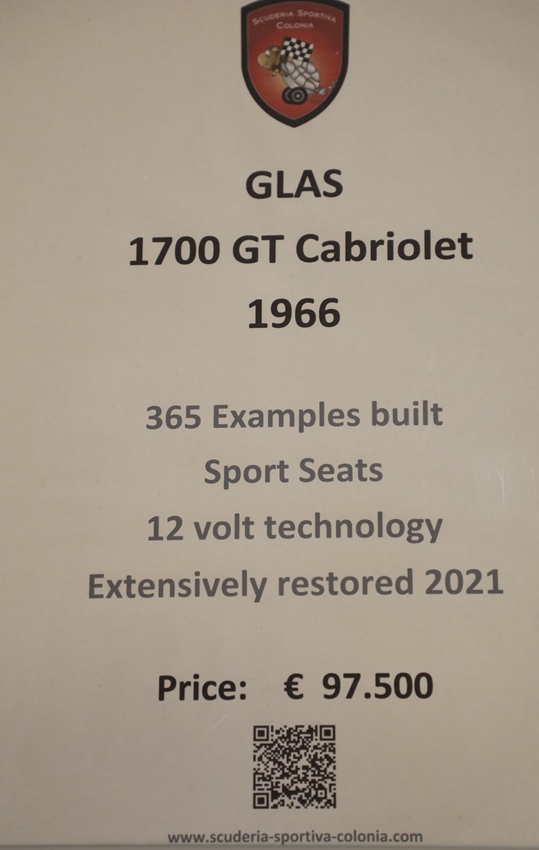 SCUDERIA SPORTIVA
COLONIA
GLAS
1700 GT Cabriolet
1966
365 Examples built
Sport Seats
12 volt technology
Extensively restored 2021
Price: € 97.500
www.scuderia-sportiva-colonia.com